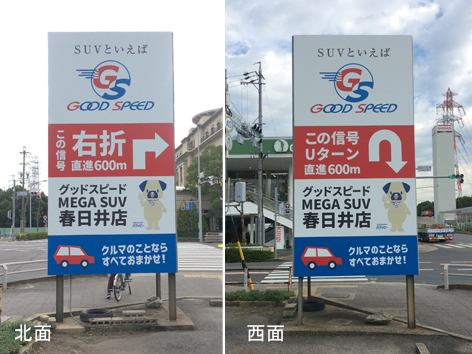 SUVといえば
GS
GOOD SPEED
この信号
右折
直進600m
グッドスピード
MEGA SUV
春日井店
クルマのことなら
すべておまかせ!
北面
SUVといえば
GS
GOOD SPEED
この信号
Uターン
直進600m
グッドスピード
MEGA SUV
春日井店
クルマのことなら
すべておまかせ!
西面